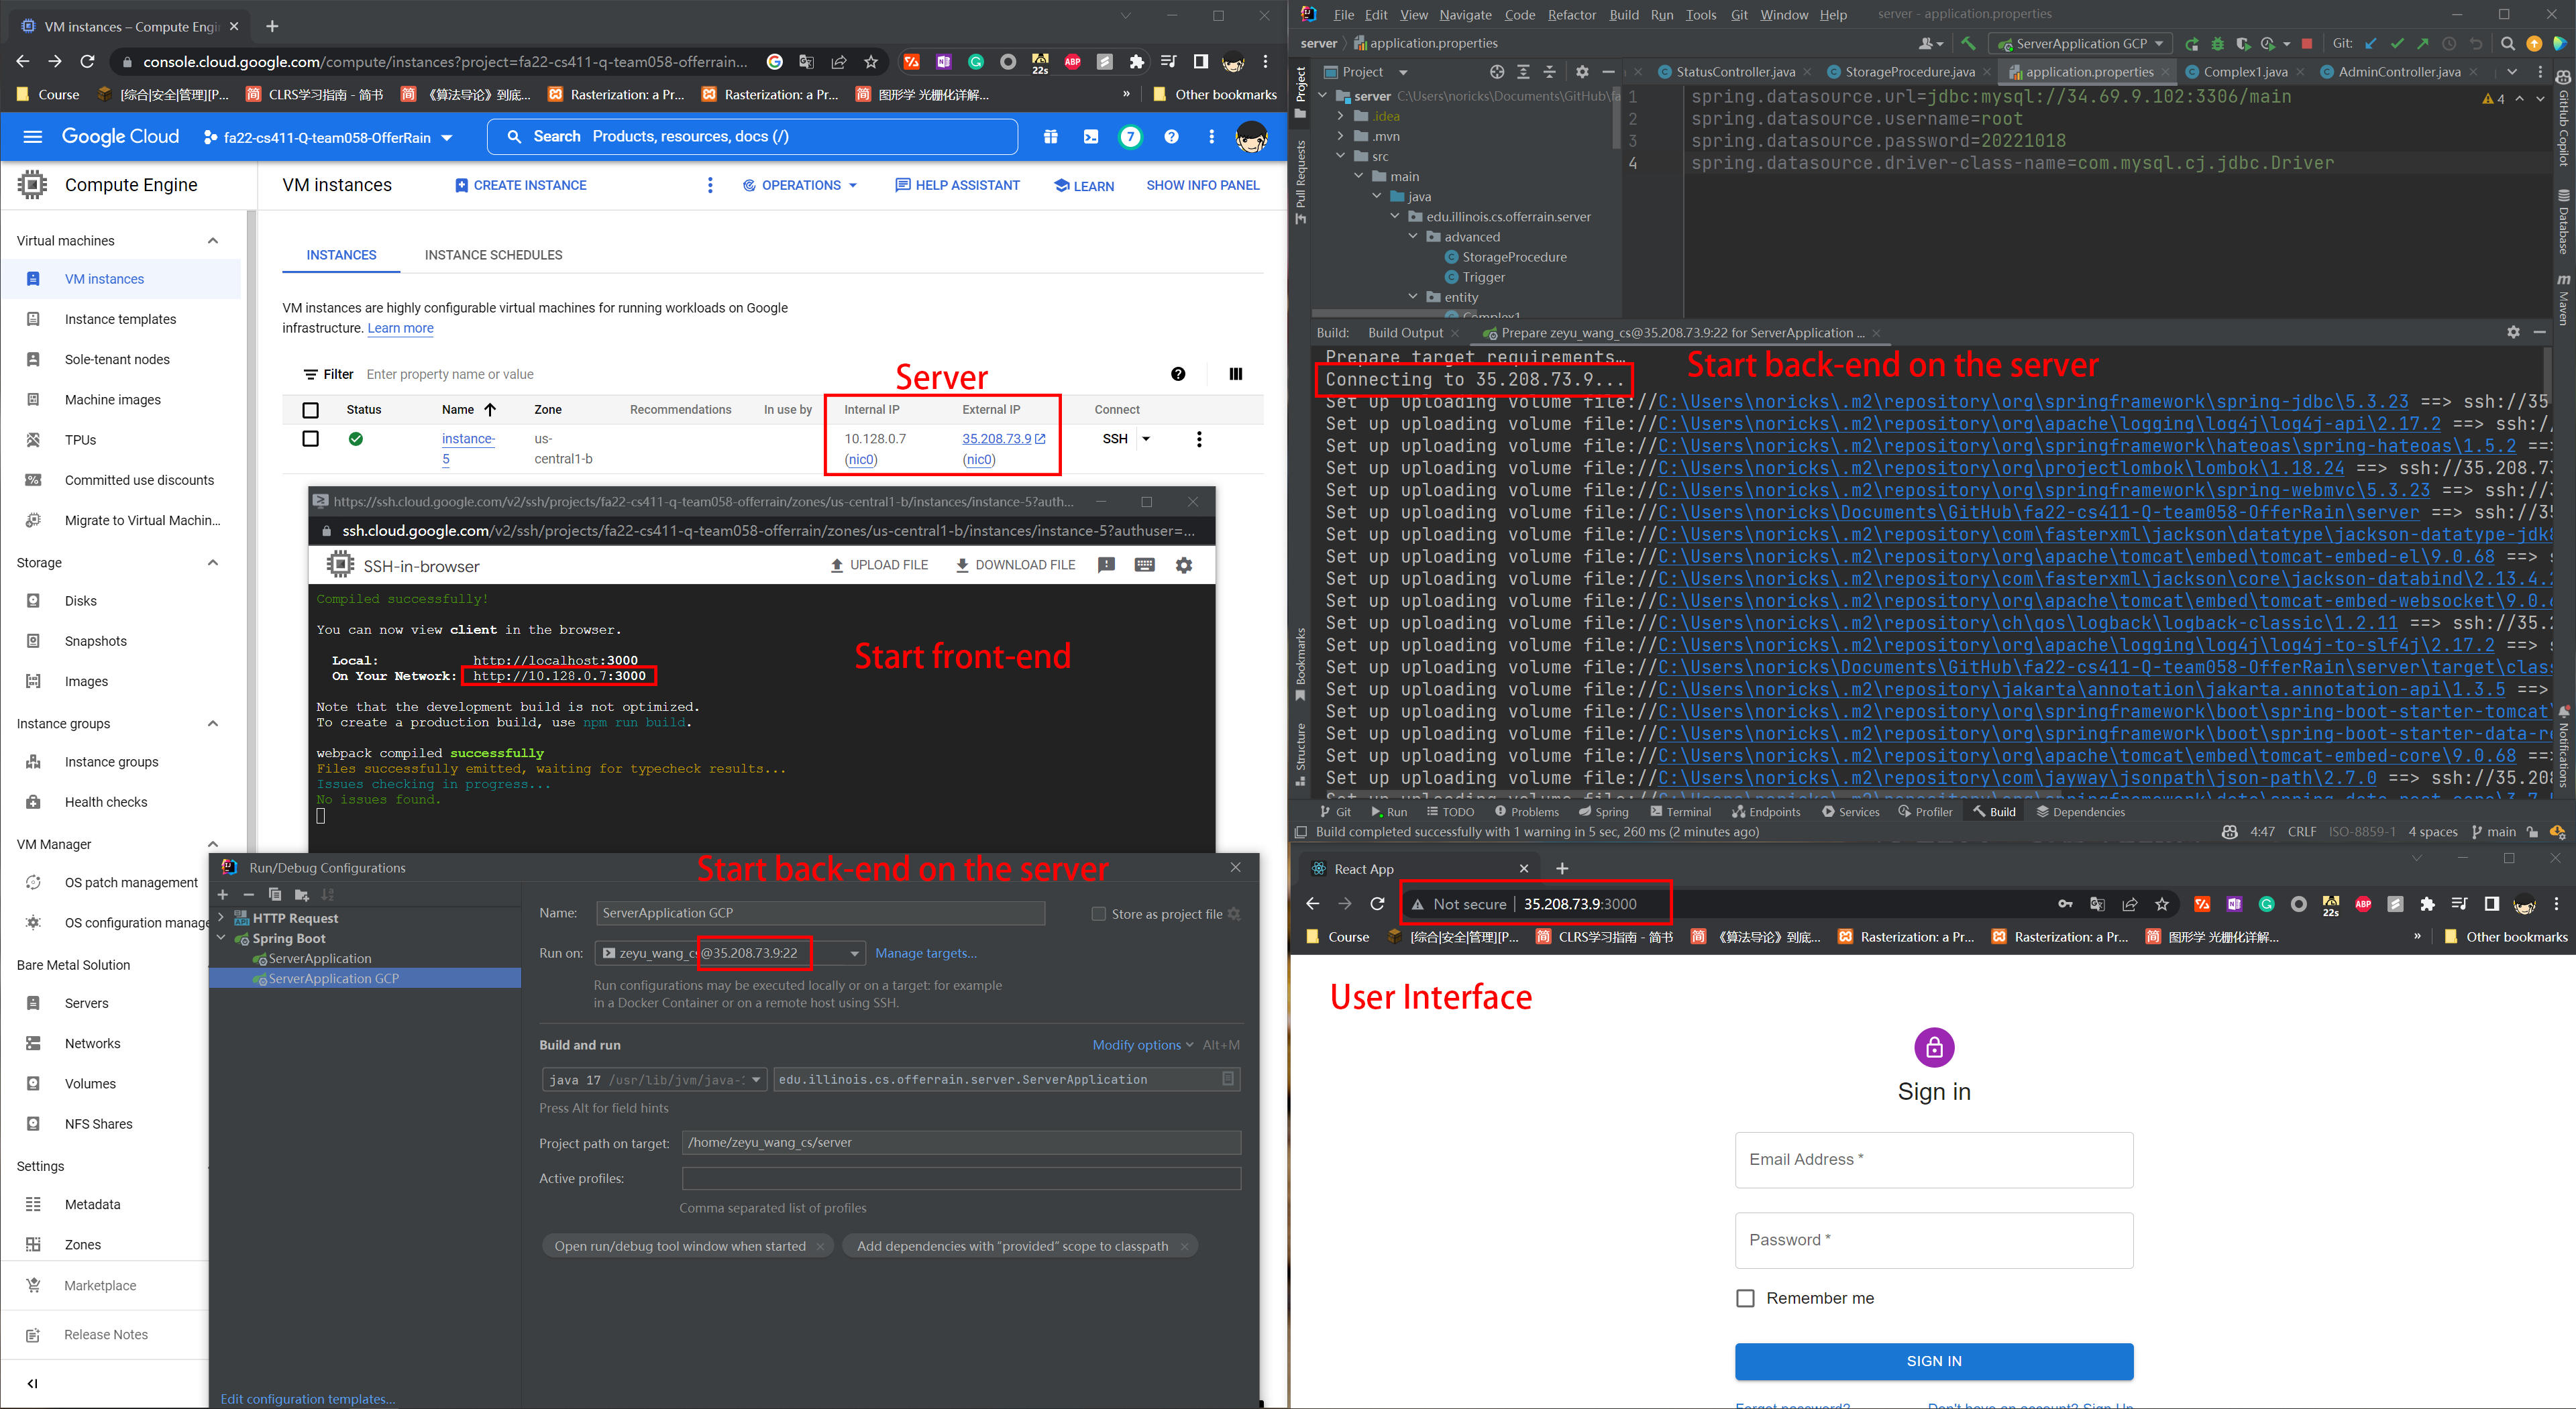 VM instances – Compute Engin
console.cloud.google.com/compute/instances?project=fa22-cs411-q-team058-offerrain...
22s
ABP
Course
[综合|安全|管理][P...
CLRS学习指南 - 简书
《算法导论》到底...
Rasterization: a Pr...
Rasterization: a Pr...
图形学 光栅化详解...
»
Other bookmarks
Google Cloud
fa22-cs411-Q-team058-OfferRain
Search Products, resources, docs (/)
7
Compute Engine
VM instances
CREATE INSTANCE
OPERATIONS
HELP ASSISTANT
LEARN
SHOW INFO PANEL
Virtual machines
VM instances
Instance templates
Sole-tenant nodes
Machine images
TPUs
Committed use discounts
Migrate to Virtual Machin...
Storage
Disks
Snapshots
Images
Instance groups
Instance groups
Health checks
VM Manager
OS patch management
OS configuration manage
Bare Metal Solution
Servers
Networks
Volumes
NFS Shares
Settings
Metadata
Zones
Marketplace
Release Notes
INSTANCES
INSTANCE SCHEDULES
VM instances are highly configurable virtual machines for running workloads on Google
infrastructure. Learn more
Filter Enter property name or value
Server
Status
Name
Zone
Recommendations
In use by
Internal IP
External IP
Connect
instance-
5
us-
central1-b
10.128.0.7
(nic0)
35.208.73.9
(nic0)
SSH
https://ssh.cloud.google.com/v2/ssh/projects/fa22-cs411-q-team058-offerrain/zones/us-central1-b/instances/instance-5?auth...
ssh.cloud.google.com/v2/ssh/projects/fa22-cs411-q-team058-offerrain/zones/us-central1-b/instances/instance-5?authuser=...
SSH-in-browser
UPLOAD FILE
DOWNLOAD FILE
Compiled successfully!
You can now view client in the browser.
Local: http://localhost:3000
On Your Network: http://10.128.0.7:3000
Start front-end
Note that the development build is not optimized.
To create a production build, use npm run build.
webpack compiled successfully
Files successfully emitted, waiting for typecheck results...
Issues checking in progress...
No issues found.
Run/Debug Configurations
Start back-end on the server
HTTP Request
Spring Boot
ServerApplication
ServerApplication GCP
Edit configuration templates...
Name: ServerApplication GCP
Store as project file
Run on: zeyu_wang_cs@35.208.73.9:22
Manage targets...
Run configurations may be executed locally or on a target: for example
in a Docker Container or on a remote host using SSH.
Build and run
Modify options Alt+M
java 17 /usr/lib/jvm/java-
edu.illinois.cs.offerrain.server.ServerApplication
Press Alt for field hints
Project path on target: /home/zeyu_wang_cs/server
Active profiles:
Comma separated list of profiles
Open run/debug tool window when started
Add dependencies with “provided” scope to classpath
File Edit View Navigate Code Refactor Build Run Tools Git Window Help
server - application.properties
server
application.properties
ServerApplication GCP
Git:
Project
StatusController.java
StorageProcedure.java
application.properties
Complex1.java
AdminController.java
server C:\Users\noricks\Documents\GitHub\fa
.idea
.mvn
src
main
java
edu.illinois.cs.offerrain.server
advanced
StorageProcedure
Trigger
entity
Complex1
1 spring.datasource.url=jdbc:mysql://34.69.9.102:3306/main
2 spring.datasource.username=root
3 spring.datasource.password=20221018
4 spring.datasource.driver-class-name=com.mysql.cj.jdbc.Driver
4
Project
Pull Requests
Bookmarks
Structure
GitHub Copilot
Database
Maven
Notifications
Build:
Build Output
Prepare zeyu_wang_cs@35.208.73.9:22 for ServerApplication ...
Prepare target requirements…
Connecting to 35.208.73.9...
Start back-end on the server
Set up uploading volume file://C:\Users\noricks\.m2\repository\org\springframework\spring-jdbc\5.3.23 ==> ssh://35
Set up uploading volume file://C:\Users\noricks\.m2\repository\org\apache\logging\log4j\log4j-api\2.17.2 ==> ssh:/
Set up uploading volume file://C:\Users\noricks\.m2\repository\org\springframework\hateoas\spring-hateoas\1.5.2 ==
Set up uploading volume file://C:\Users\noricks\.m2\repository\org\projectlombok\lombok\1.18.24 ==> ssh://35.208.7
Set up uploading volume file://C:\Users\noricks\.m2\repository\org\springframework\spring-webmvc\5.3.23 ==> ssh://
Set up uploading volume file://C:\Users\noricks\Documents\GitHub\fa22-cs411-Q-team058-OfferRain\server ==> ssh://35
Set up uploading volume file://C:\Users\noricks\.m2\repository\com\fasterxml\jackson\datatype\jackson-datatype-jdk8
Set up uploading volume file://C:\Users\noricks\.m2\repository\org\apache\tomcat\embed\tomcat-embed-el\9.0.68 ==>
Set up uploading volume file://C:\Users\noricks\.m2\repository\com\fasterxml\jackson\core\jackson-databind\2.13.4.2
Set up uploading volume file://C:\Users\noricks\.m2\repository\org\apache\tomcat\embed\tomcat-embed-websocket\9.0.6
Set up uploading volume file://C:\Users\noricks\.m2\repository\ch\qos\logback\logback-classic\1.2.11 ==> ssh://35.2
Set up uploading volume file://C:\Users\noricks\.m2\repository\org\apache\logging\log4j\log4j-to-slf4j\2.17.2 ==>
Set up uploading volume file://C:\Users\noricks\Documents\GitHub\fa22-cs411-Q-team058-OfferRain\server\target\class
Set up uploading volume file://C:\Users\noricks\.m2\repository\jakarta\annotation\jakarta.annotation-api\1.3.5 ==>
Set up uploading volume file://C:\Users\noricks\.m2\repository\org\springframework\boot\spring-boot-starter-tomcat\
Set up uploading volume file://C:\Users\noricks\.m2\repository\org\springframework\boot\spring-boot-starter-data-re
Set up uploading volume file://C:\Users\noricks\.m2\repository\org\apache\tomcat\embed\tomcat-embed-core\9.0.68 ==
Set up uploading volume file://C:\Users\noricks\.m2\repository\com\jayway\jsonpath\json-path\2.7.0 ==> ssh://35.208
Git Run TODO Problems Spring Terminal Endpoints Services Profiler Build Dependencies
Build completed successfully with 1 warning in 5 sec, 260 ms (2 minutes ago)
4:47 CRLF ISO-8859-1 4 spaces main
React App
Not secure 35.208.73.9:3000
22s
ABP
Course
[综合|安全|管理][P...
CLRS学习指南 - 简书
《算法导论》到底...
Rasterization: a Pr...
Rasterization: a Pr...
图形学 光栅化详解...
»
Other bookmarks
User Interface
Sign in
Email Address *
Password *
Remember me
SIGN IN
Forgot password?
Don't have an account? Sign Up